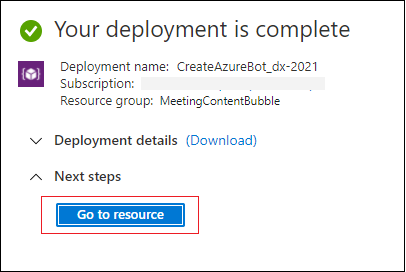 Your deployment is complete
Deployment name: CreateAzureBot_dx-2021
Subscription:
Resource group: MeetingContentBubble
Deployment details (Download)
Next steps
Go to resource